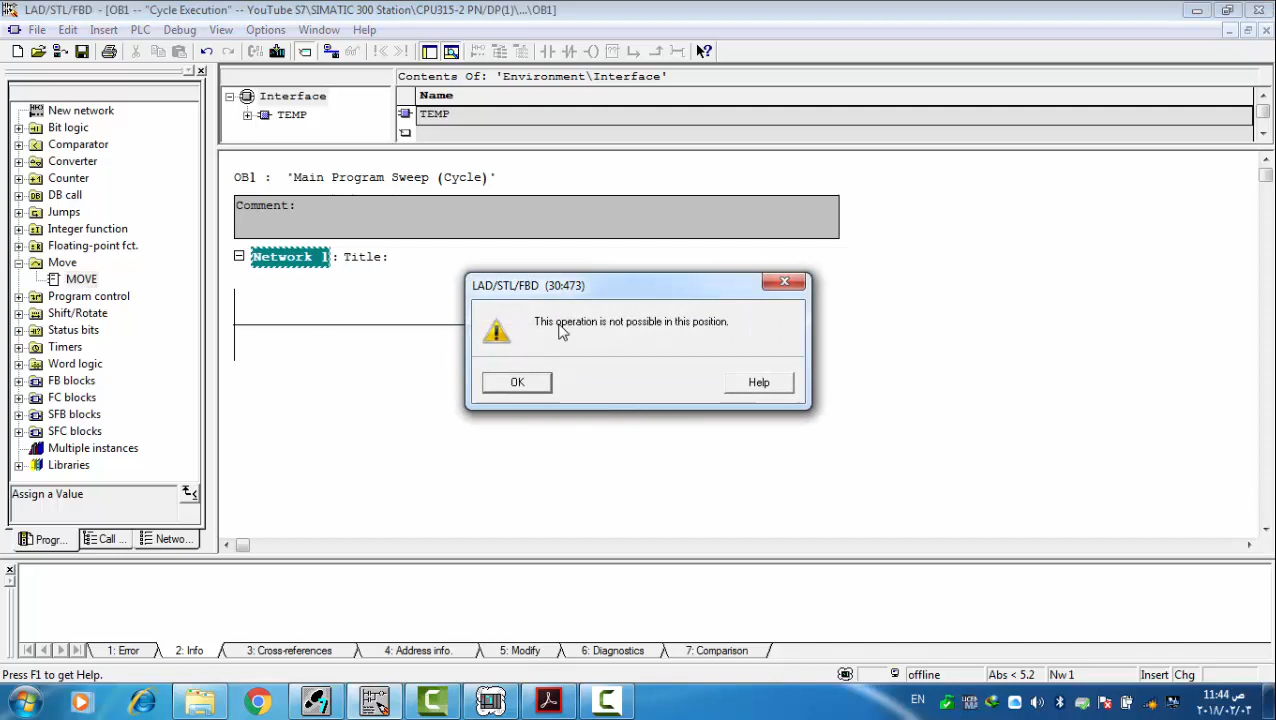 LAD/STL/FBD - [OB1 -- "Cycle Execution" -- YouTube S7\SIMATIC 300 Station\CPU315-2 PN/DP(1)\...\OB1]
File Edit Insert PLC Debug View Options Window Help
Contents Of: 'Environment\Interface'
Interface
TEMP
Name
TEMP
New network
Bit logic
Comparator
Converter
Counter
DB call
Jumps
Integer function
Floating-point fct.
Move
MOVE
Program control
Shift/Rotate
Status bits
Timers
Word logic
FB blocks
FC blocks
SFB blocks
SFC blocks
Multiple instances
Libraries
Assign a Value
Progr... Call ... Netwo...
OB1 : "Main Program Sweep (Cycle)"
Comment:
Network 1: Title:
LAD/STL/FBD (30:473)
This operation is not possible in this position.
OK Help
1: Error 2: Info 3: Cross-references 4: Address info. 5: Modify 6: Diagnostics 7: Comparison
Press F1 to get Help. offline Abs < 5.2 Nw 1 Insert Chg
EN
11:44 ص
٢٠١٨/٠٢/٠٣